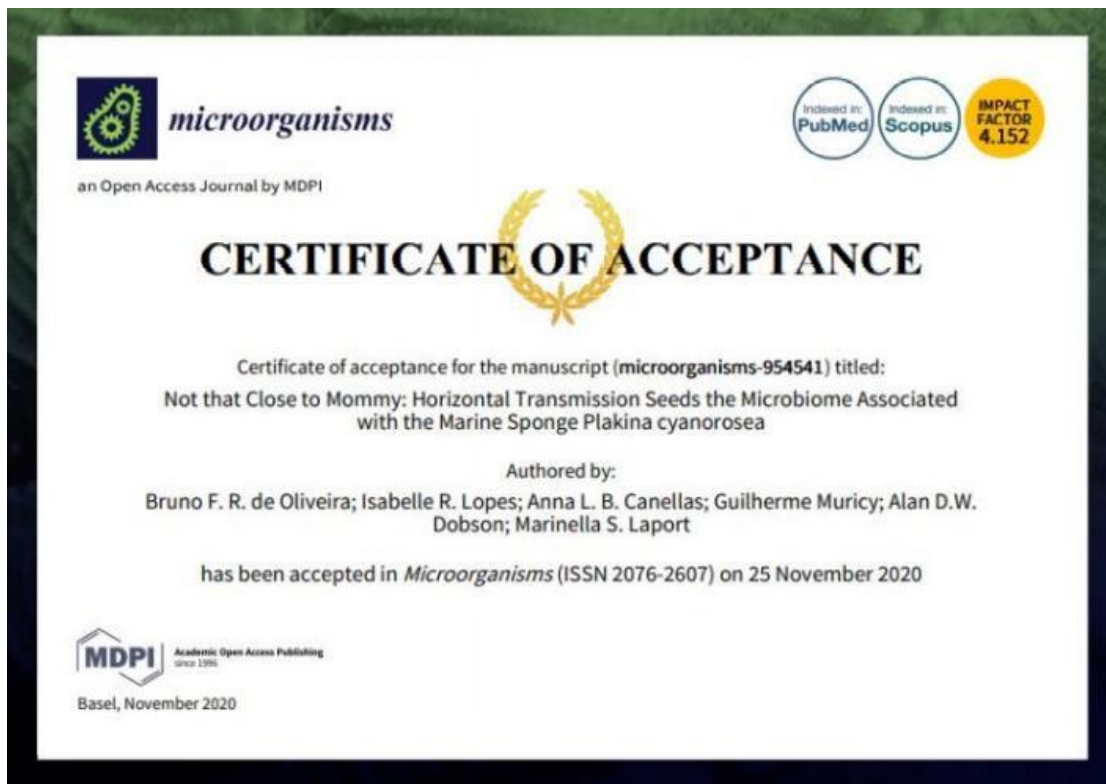 microorganisms
an Open Access Journal by MDPI
Indexed in:
PubMed
Indexed in:
Scopus
IMPACT
FACTOR
4.152
CERTIFICATE OF ACCEPTANCE
Certificate of acceptance for the manuscript (microorganisms-954541) titled:
Not that Close to Mommy: Horizontal Transmission Seeds the Microbiome Associated
with the Marine Sponge Plakina cyanorosea
Authored by:
Bruno F. R. de Oliveira; Isabelle R. Lopes; Anna L. B. Canellas; Guilherme Muricy; Alan D.W.
Dobson; Marinella S. Laport
has been accepted in Microorganisms (ISSN 2076-2607) on 25 November 2020
MDPI
Academic Open Access Publishing
since 1996
Basel, November 2020